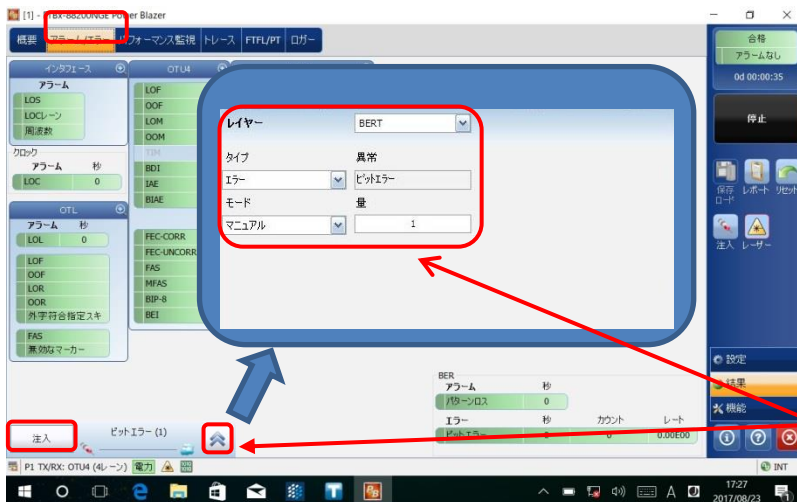 [1] - FTBx-88200NGE Power Blazer
概要 アラーム/エラー パフォーマンス監視 トレース FTFL/PT ロガー
合格
アラームなし
0d 00:00:35
停止
保存
ロード
レポート
リセット
注入
レーザー
設定
結果
機能
インタフェース
アラーム
LOS
LOCレーン
周波数
クロック
アラーム 秒
LOC 0
OTL
アラーム 秒
LOL 0
LOF
OOF
LOR
OOR
外字符合指定スキ
FAS
無効なマーカー
OTU4
LOF
OOF
LOM
OOM
TIM
BDI
IAE
BIAE
FEC-CORR
FEC-UNCORR
FAS
MFAS
BIP-8
BEI
レイヤー BERT
タイプ 異常
エラー ビットエラー
モード 量
マニュアル 1
BER
アラーム 秒
パターンロス 0
エラー 秒 カウント レート
ビットエラー 0 0 0.00E00
注入 ビットエラー (1)
P1 TX/RX: OTU4 (4レーン) 電力
INT
A
17:27
2017/08/23